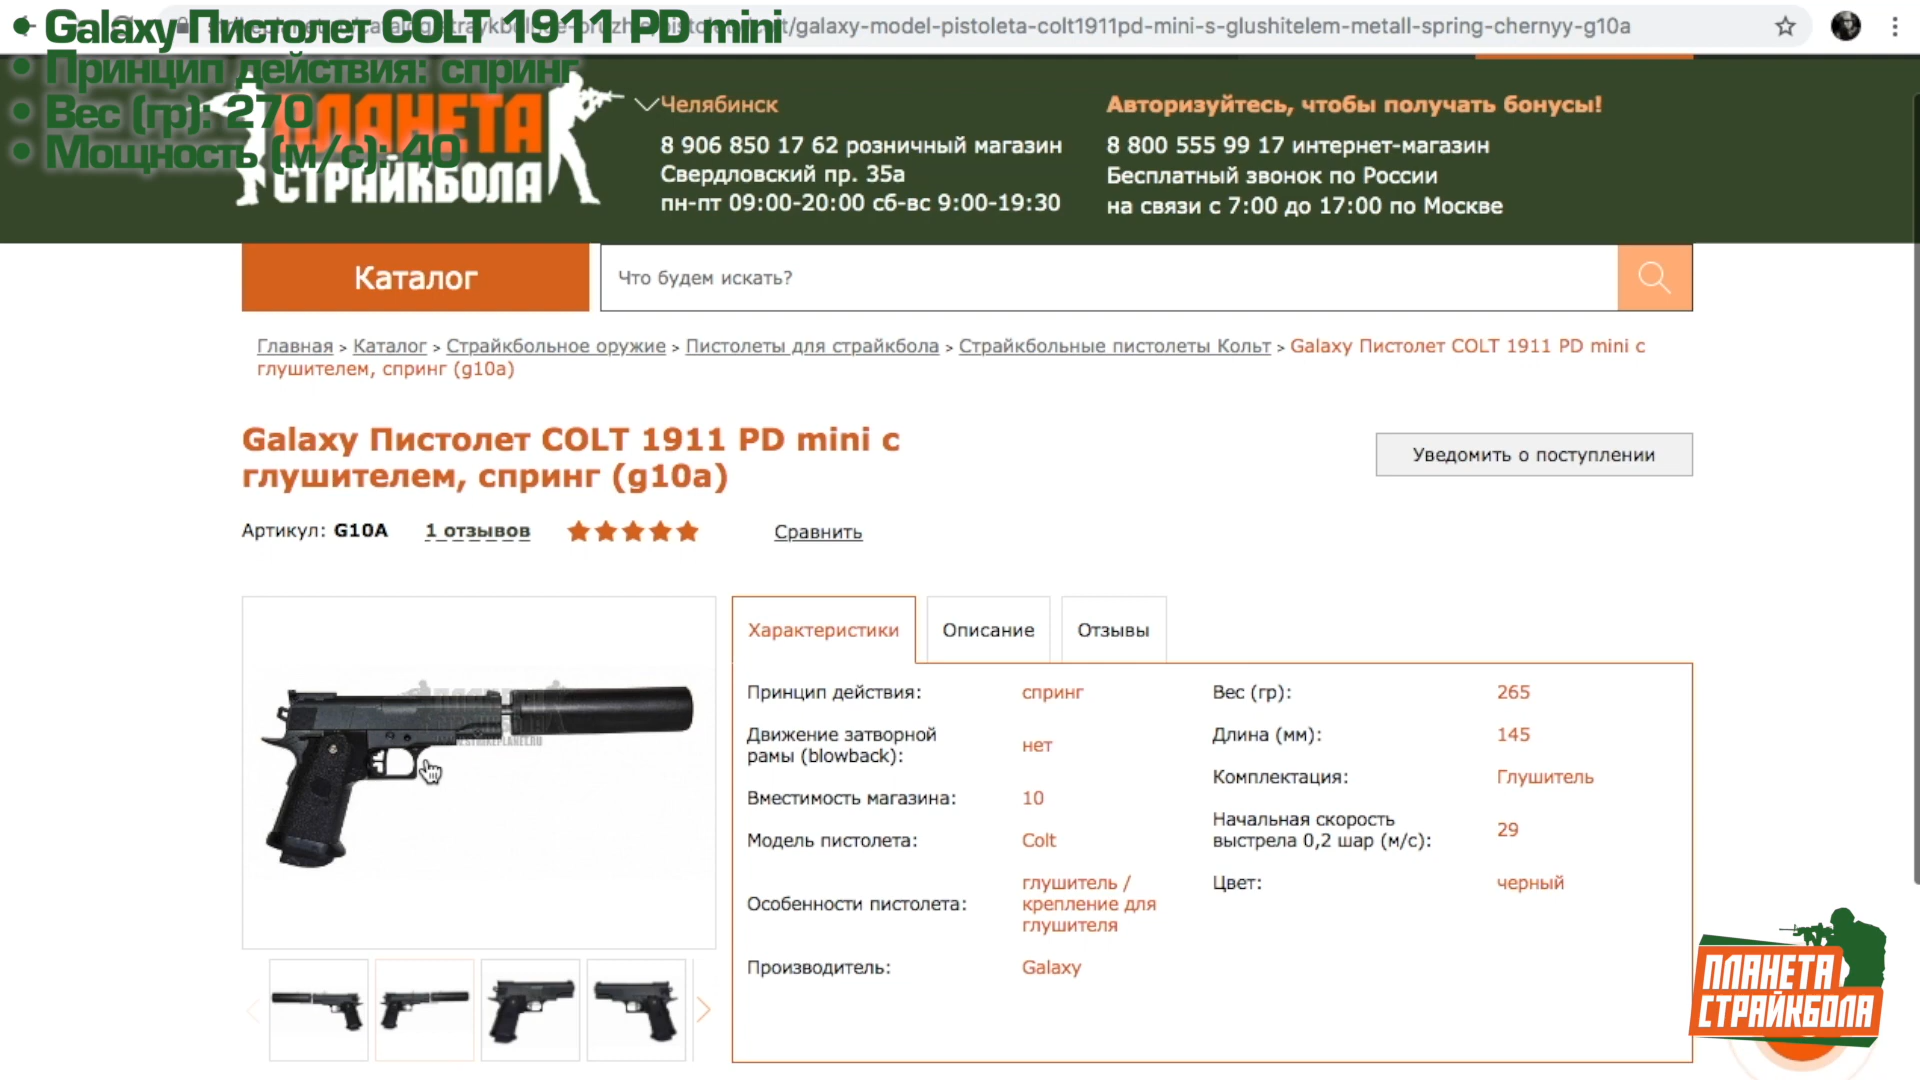 • Galaxy Пистолет COLT 1911 PD mini
• Принцип действия: спринг
• Вес (гр): 270
• Мощность (м/с): 40
/galaxy-model-pistoleta-colt1911pd-mini-s-glushitelem-metall-spring-chernyy-g10a
ПЛАНЕТА
СТРАЙКБОЛА
Челябинск
8 906 850 17 62 розничный магазин
Свердловский пр. 35а
пн-пт 09:00-20:00 сб-вс 9:00-19:30
Авторизуйтесь, чтобы получать бонусы!
8 800 555 99 17 интернет-магазин
Бесплатный звонок по России
на связи с 7:00 до 17:00 по Москве
Каталог
Что будем искать?
Главная > Каталог > Страйкбольное оружие > Пистолеты для страйкбола > Страйкбольные пистолеты Кольт > Galaxy Пистолет COLT 1911 PD mini с
глушителем, спринг (g10a)
Galaxy Пистолет COLT 1911 PD mini с
глушителем, спринг (g10a)
Уведомить о поступлении
Артикул: G10A 1 отзывов Сравнить
Характеристики Описание Отзывы
Принцип действия: спринг
Движение затворной
рамы (blowback): нет
Вместимость магазина: 10
Модель пистолета: Colt
Особенности пистолета: глушитель /
крепление для
глушителя
Производитель: Galaxy
Вес (гр): 265
Длина (мм): 145
Комплектация: Глушитель
Начальная скорость
выстрела 0,2 шар (м/с): 29
Цвет: черный
ПЛАНЕТА
СТРАЙКБОЛА